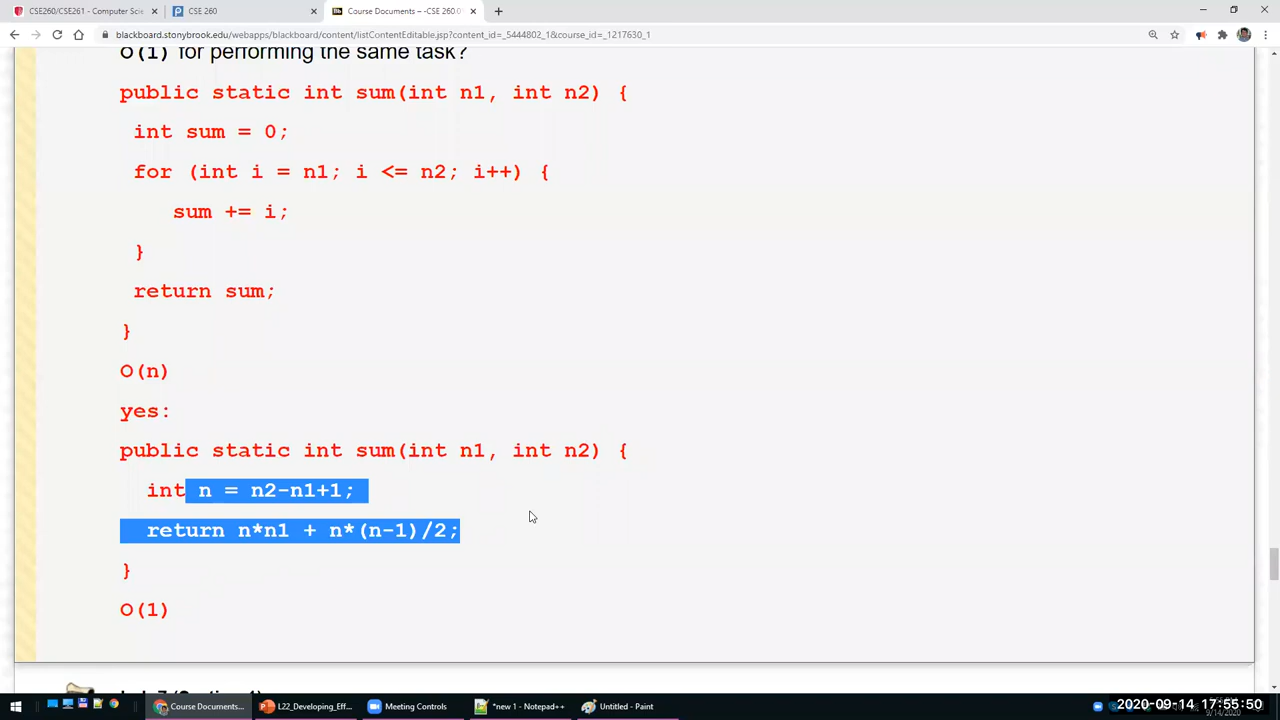 CSE260/CSE261 - Computer Scie
CSE 260
Course Documents – -CSE 260.0
blackboard.stonybrook.edu/webapps/blackboard/content/listContentEditable.jsp?content_id=_5444802_1&course_id=_1217630_1
O(1) for performing the same task?
public static int sum(int n1, int n2) {
int sum = 0;
for (int i = n1; i <= n2; i++) {
sum += i;
}
return sum;
}
O(n)
yes:
public static int sum(int n1, int n2) {
int n = n2-n1+1;
return n*n1 + n*(n-1)/2;
}
O(1)
Course Documents...
L22_Developing_Eff...
Meeting Controls
*new 1 - Notepad++
Untitled - Paint
2020-09-14 17:55:50